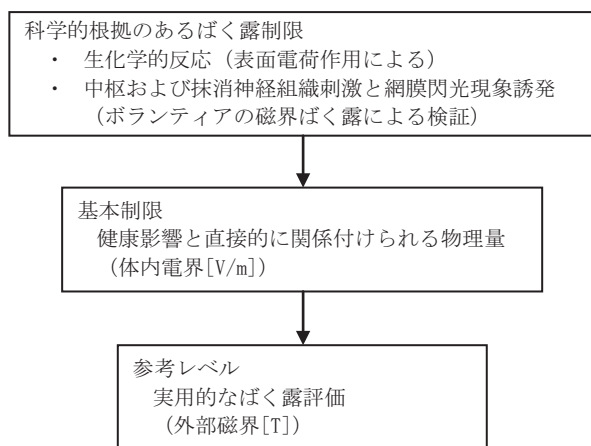 科学的根拠のあるばく露制限
・ 生化学的反応（表面電荷作用による）
・ 中枢および抹消神経組織刺激と網膜閃光現象誘発
（ボランティアの磁界ばく露による検証）
基本制限
健康影響と直接的に関係付けられる物理量
（体内電界[V/m]）
参考レベル
実用的なばく露評価
（外部磁界[T]）